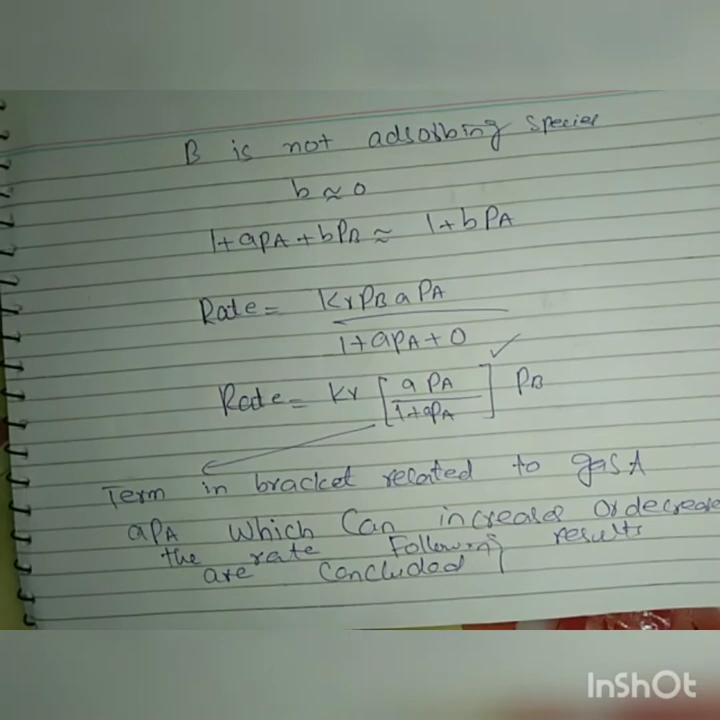 B is not adsorbing species
b ≈ 0
1+apA+bPB ≈ 1+bPA
Rate = KrPB aPA
1+apA+0
Rate = Kr [ a PA / 1+apA ] PB
Term in bracket related to gas A
aPA which can increases or decrease
the rate Following results
are concluded
InShOt